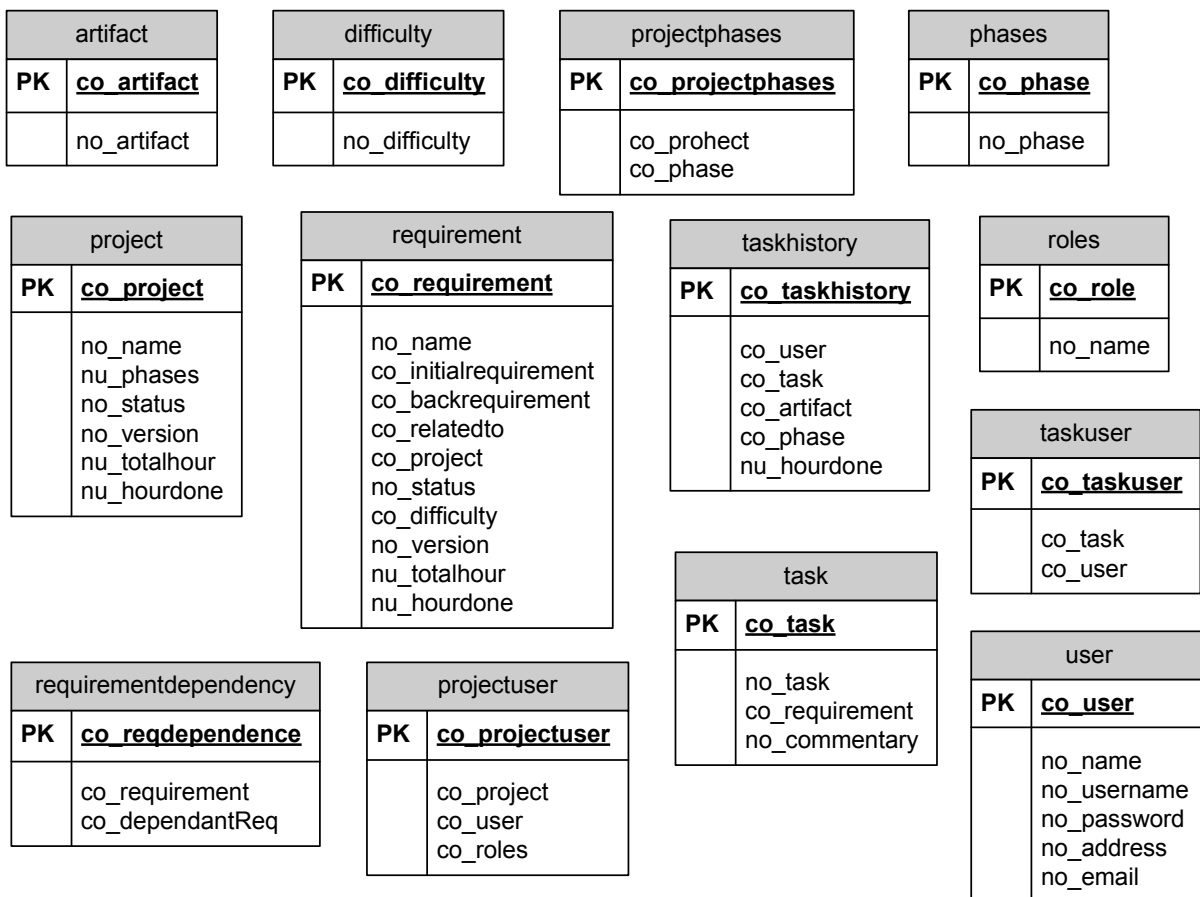 artifact
PK co_artifact
no_artifact
difficulty
PK co_difficulty
no_difficulty
projectphases
PK co_projectphases
co_prohect
co_phase
phases
PK co_phase
no_phase
project
PK co_project
no_name
nu_phases
no_status
no_version
nu_totalhour
nu_hourdone
requirement
PK co_requirement
no_name
co_initialrequirement
co_backrequirement
co_relatedto
co_project
no_status
co_difficulty
no_version
nu_totalhour
nu_hourdone
taskhistory
PK co_taskhistory
co_user
co_task
co_artifact
co_phase
nu_hourdone
roles
PK co_role
no_name
taskuser
PK co_taskuser
co_task
co_user
task
PK co_task
no_task
co_requirement
no_commentary
requirementdependency
PK co_reqdependence
co_requirement
co_dependantReq
projectuser
PK co_projectuser
co_project
co_user
co_roles
user
PK co_user
no_name
no_username
no_password
no_address
no_email